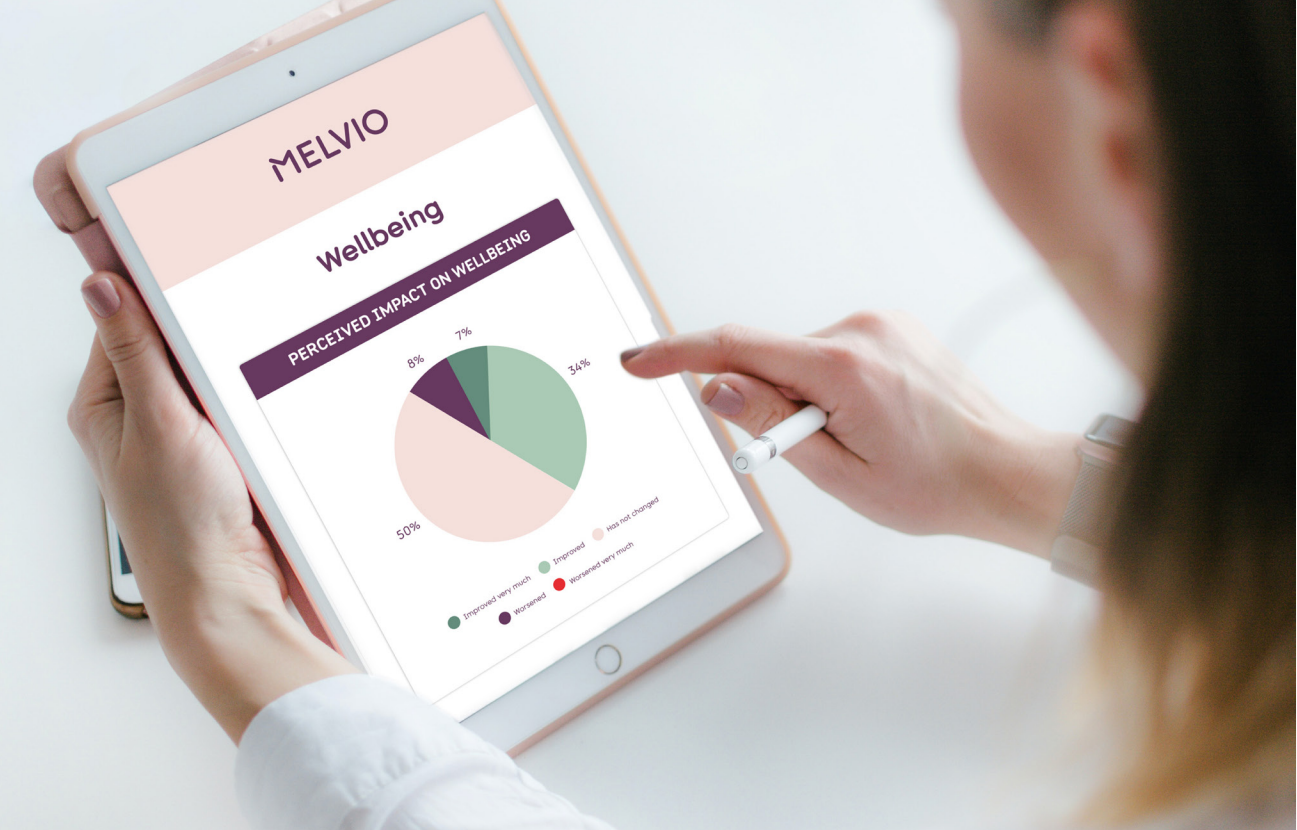 MELVIO
Wellbeing
PERCEIVED IMPACT ON WELLBEING
7%
8%
34%
50%
Improved very much
Improved
Has not changed
Worsened
Worsened very much